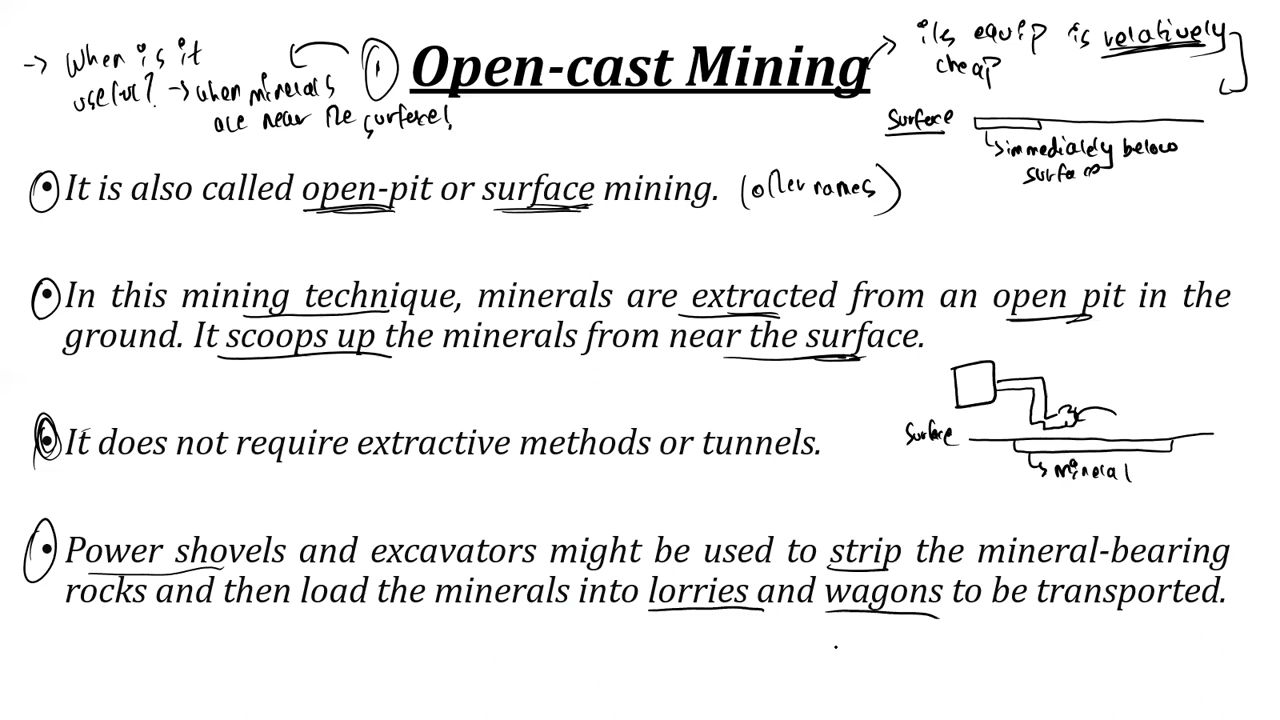 → When is it
useful? → when minerals
are near the surface!
1
Open-cast Mining
its equip is relatively
cheap
Surface
immediately below
surface
• It is also called open-pit or surface mining. (other names)
• In this mining technique, minerals are extracted from an open pit in the
ground. It scoops up the minerals from near the surface.
• It does not require extractive methods or tunnels.
Surface
mineral
• Power shovels and excavators might be used to strip the mineral-bearing
rocks and then load the minerals into lorries and wagons to be transported.